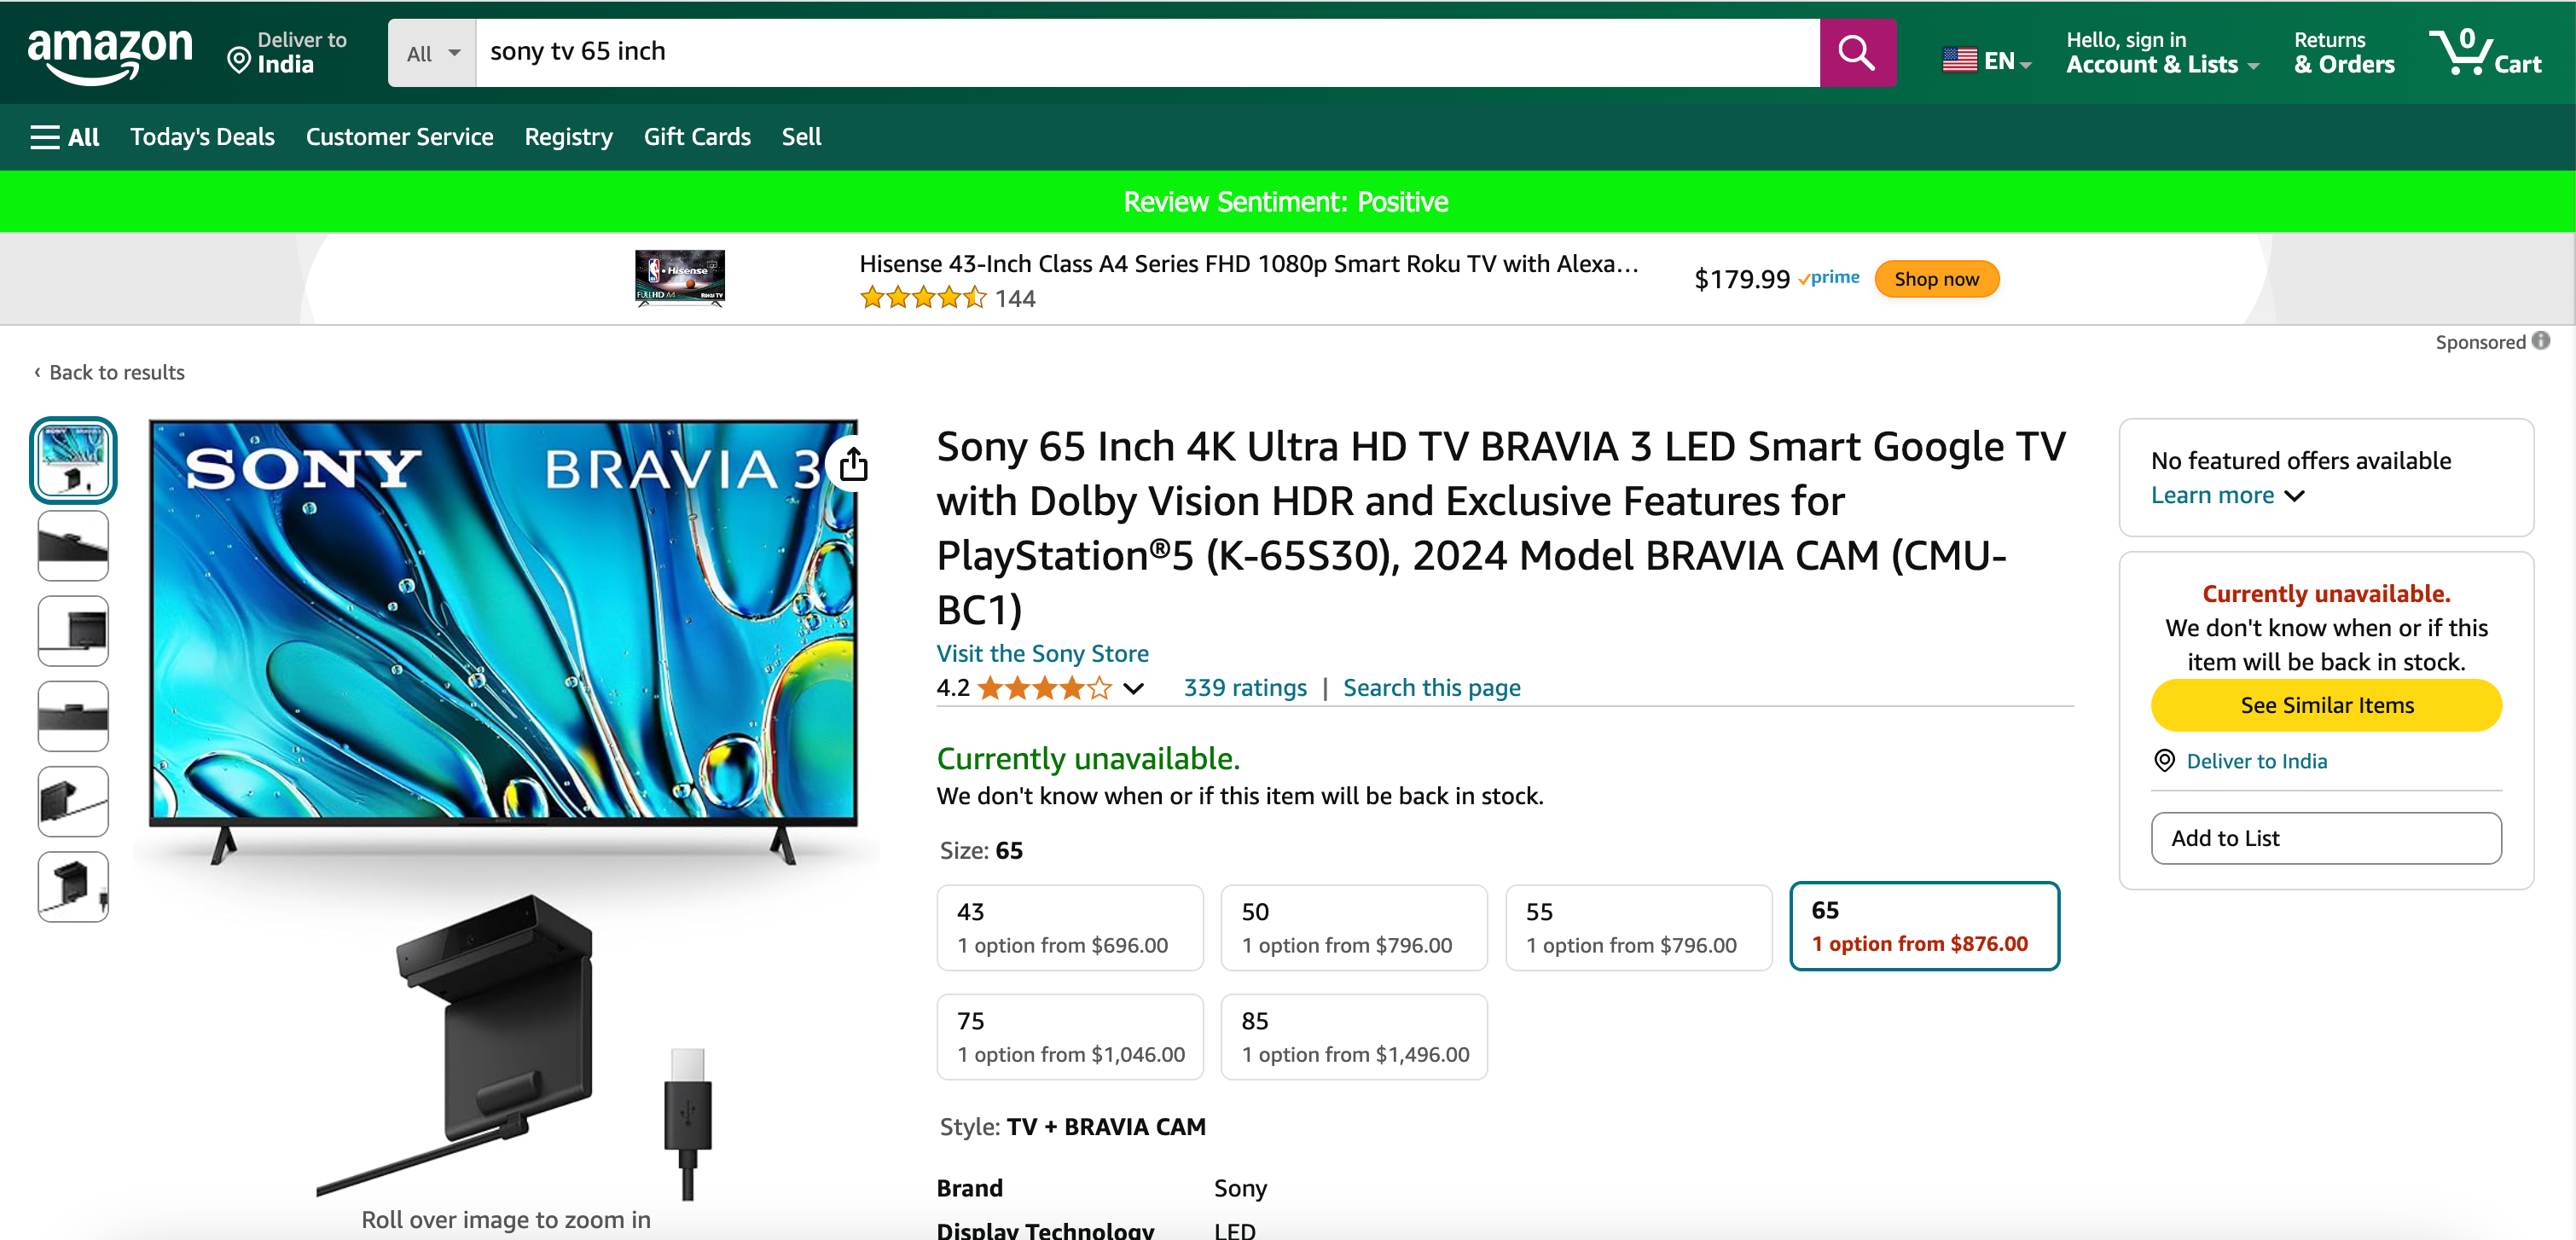 amazon
Deliver to
India
All
sony tv 65 inch
EN
Hello, sign in
Account & Lists
Returns
& Orders
0
Cart
All
Today's Deals
Customer Service
Registry
Gift Cards
Sell
Review Sentiment: Positive
Hisense
FULLHD A4
Roku TV
Hisense 43-Inch Class A4 Series FHD 1080p Smart Roku TV with Alexa...
144
$179.99
prime
Shop now
Sponsored
‹ Back to results
SONY
BRAVIA 3
Sony 65 Inch 4K Ultra HD TV BRAVIA 3 LED Smart Google TV
with Dolby Vision HDR and Exclusive Features for
PlayStation®5 (K-65S30), 2024 Model BRAVIA CAM (CMU-
BC1)
Visit the Sony Store
4.2
339 ratings | Search this page
Currently unavailable.
We don't know when or if this item will be back in stock.
Size: 65
43
1 option from $696.00
50
1 option from $796.00
55
1 option from $796.00
65
1 option from $876.00
75
1 option from $1,046.00
85
1 option from $1,496.00
Style: TV + BRAVIA CAM
Brand Sony
Display Technology LED
Roll over image to zoom in
No featured offers available
Learn more
Currently unavailable.
We don't know when or if this
item will be back in stock.
See Similar Items
Deliver to India
Add to List